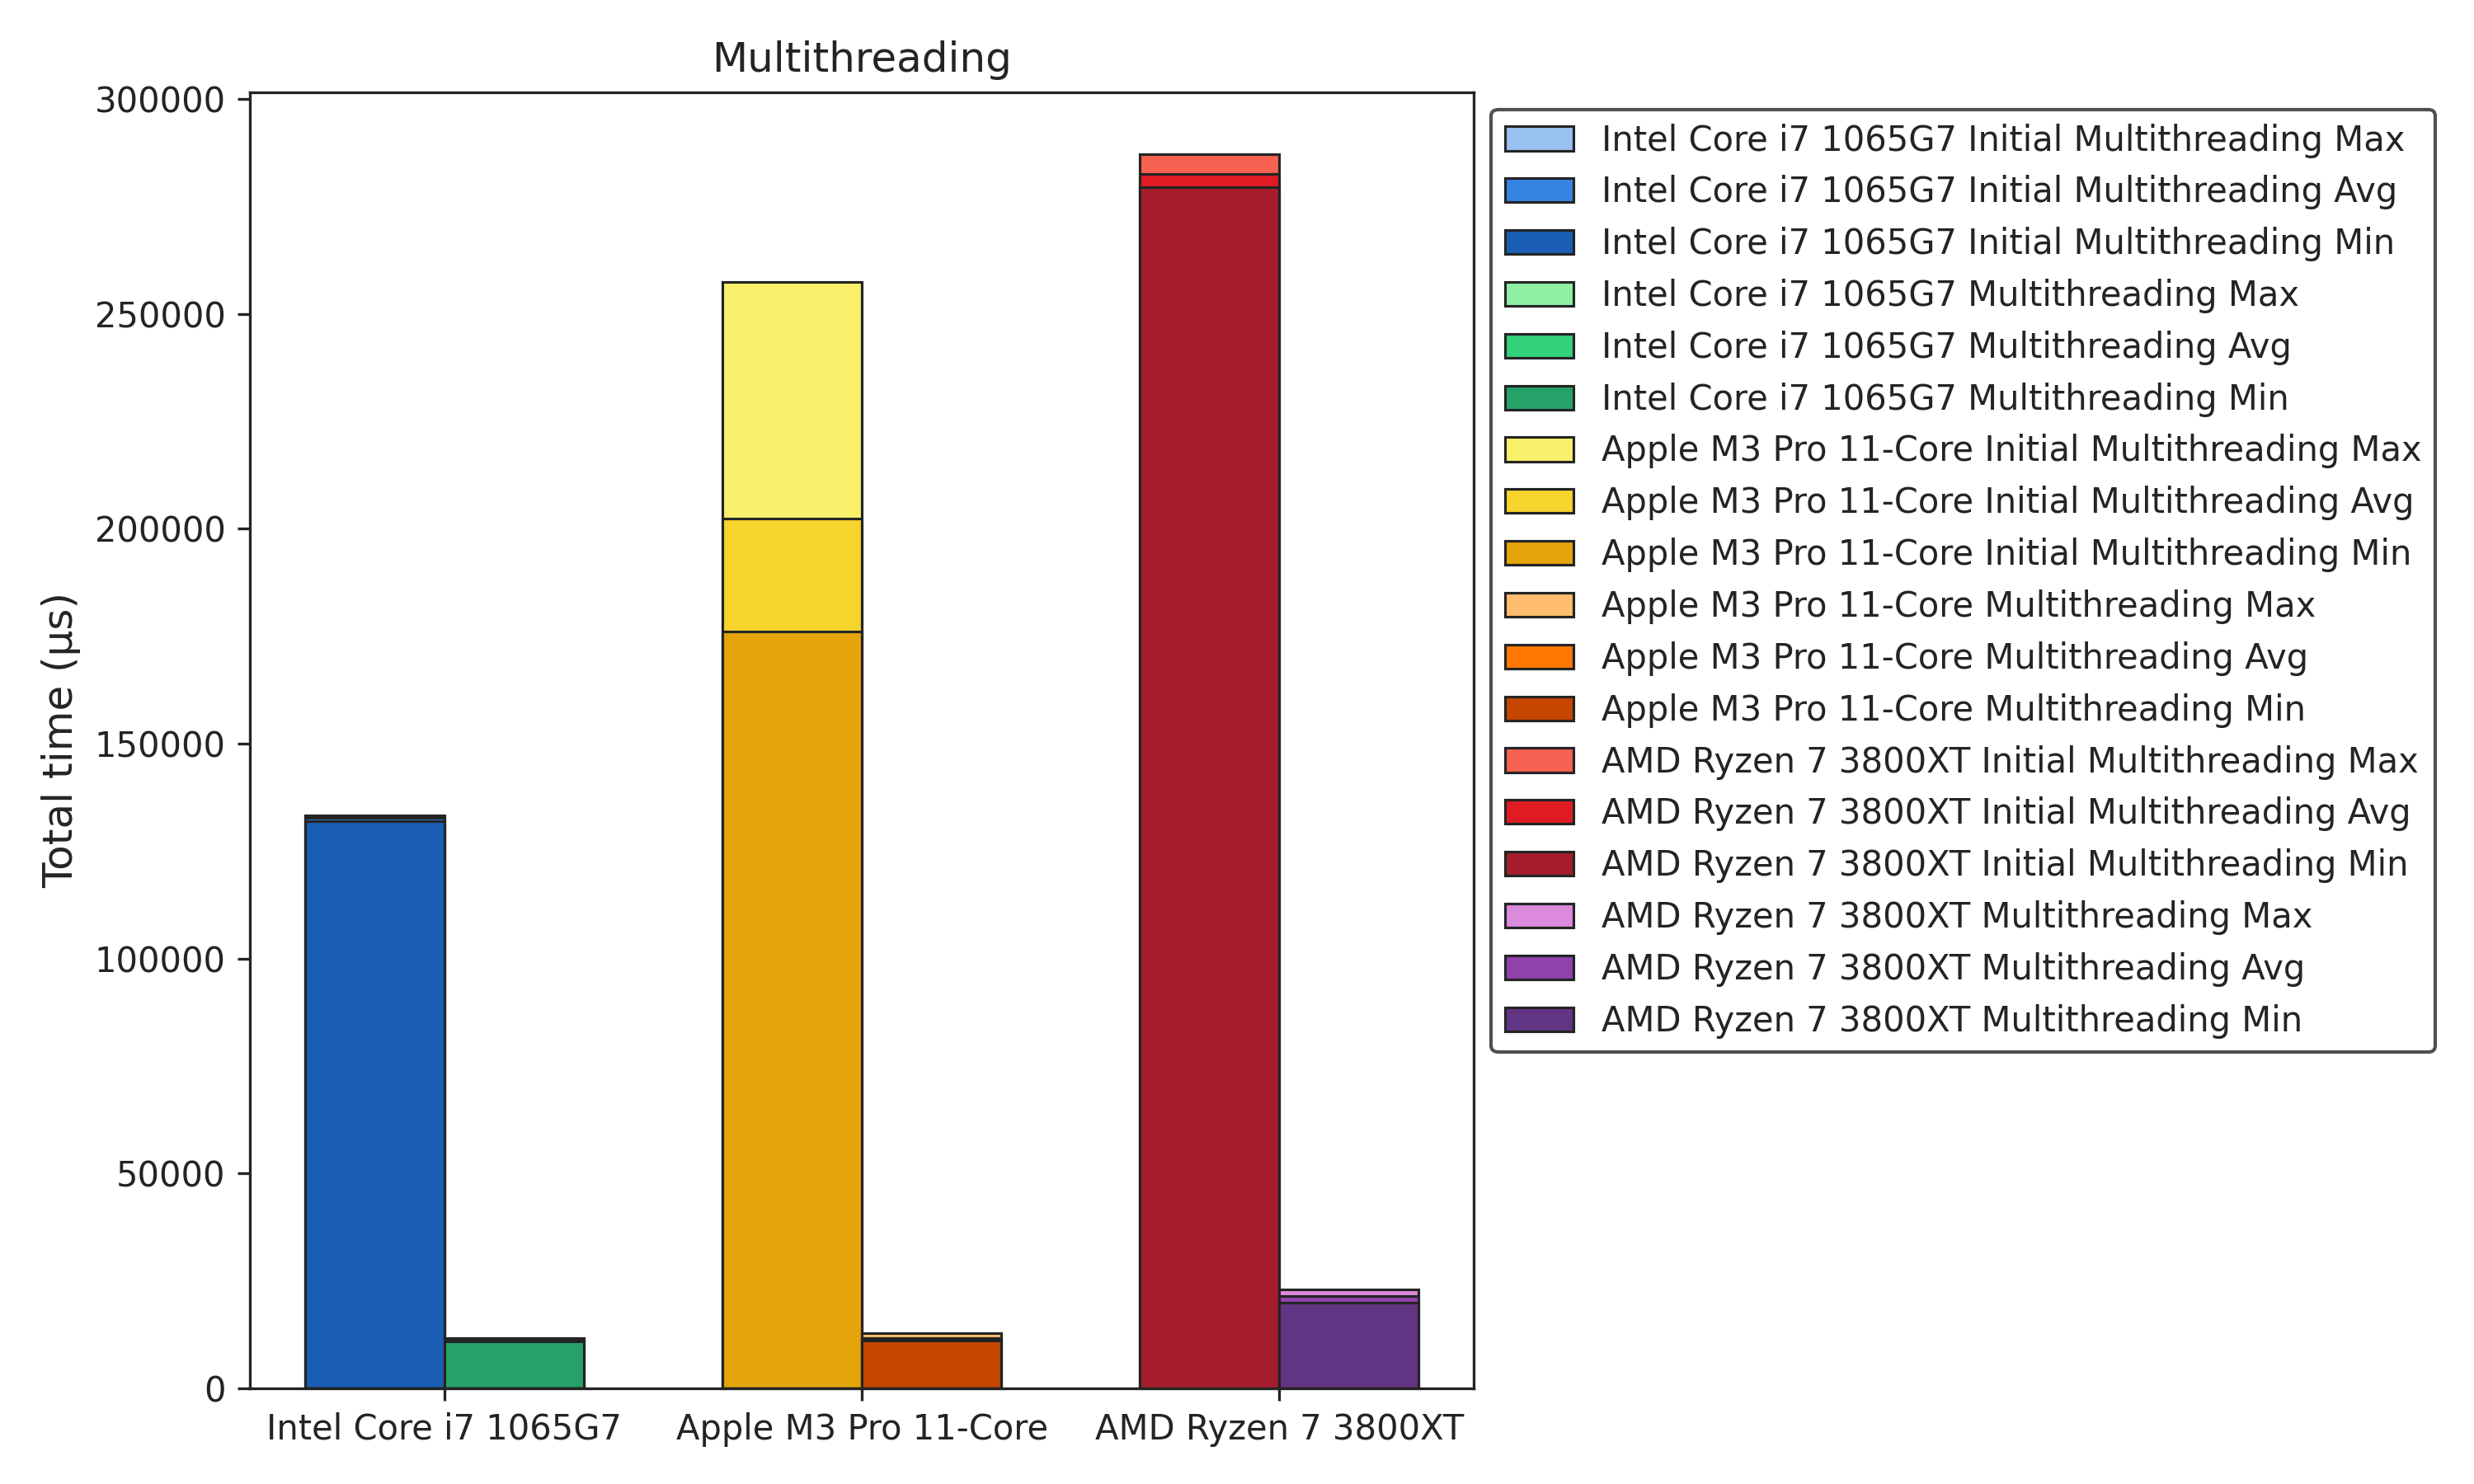 Multithreading
Total time (µs)
300000
250000
200000
150000
100000
50000
0
Intel Core i7 1065G7
Apple M3 Pro 11-Core
AMD Ryzen 7 3800XT
Intel Core i7 1065G7 Initial Multithreading Max
Intel Core i7 1065G7 Initial Multithreading Avg
Intel Core i7 1065G7 Initial Multithreading Min
Intel Core i7 1065G7 Multithreading Max
Intel Core i7 1065G7 Multithreading Avg
Intel Core i7 1065G7 Multithreading Min
Apple M3 Pro 11-Core Initial Multithreading Max
Apple M3 Pro 11-Core Initial Multithreading Avg
Apple M3 Pro 11-Core Initial Multithreading Min
Apple M3 Pro 11-Core Multithreading Max
Apple M3 Pro 11-Core Multithreading Avg
Apple M3 Pro 11-Core Multithreading Min
AMD Ryzen 7 3800XT Initial Multithreading Max
AMD Ryzen 7 3800XT Initial Multithreading Avg
AMD Ryzen 7 3800XT Initial Multithreading Min
AMD Ryzen 7 3800XT Multithreading Max
AMD Ryzen 7 3800XT Multithreading Avg
AMD Ryzen 7 3800XT Multithreading Min